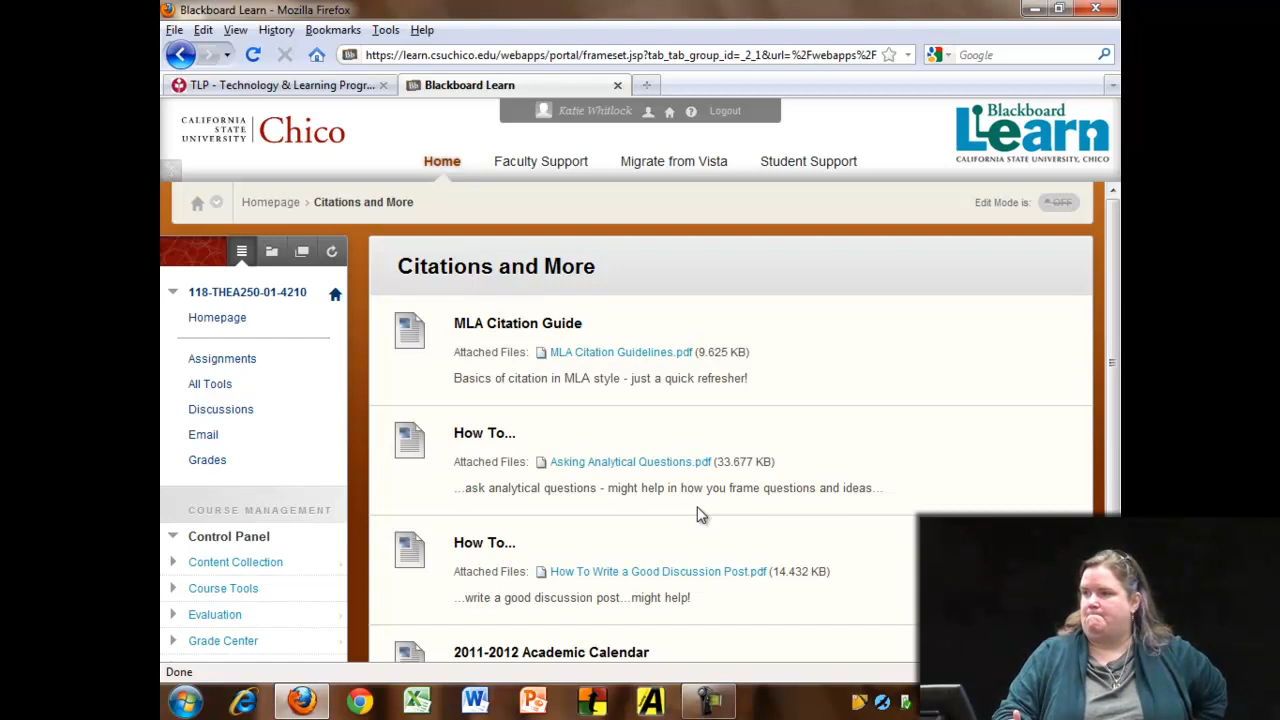 Blackboard Learn - Mozilla Firefox
File Edit View History Bookmarks Tools Help
https://learn.csuchico.edu/webapps/portal/frameset.jsp?tab_tab_group_id=_2_1&url=%2Fwebapps%2F
Google
TLP - Technology & Learning Progr...
Blackboard Learn
Katie Whitlock
Logout
CALIFORNIA STATE UNIVERSITY, Chico
Blackboard
Learn
CALIFORNIA STATE UNIVERSITY, CHICO
Home Faculty Support Migrate from Vista Student Support
Homepage > Citations and More
Edit Mode is: OFF
118-THEA250-01-4210
Homepage
Assignments
All Tools
Discussions
Email
Grades
COURSE MANAGEMENT
Control Panel
Content Collection
Course Tools
Evaluation
Grade Center
Citations and More
MLA Citation Guide
Attached Files: MLA Citation Guidelines.pdf (9.625 KB)
Basics of citation in MLA style - just a quick refresher!
How To...
Attached Files: Asking Analytical Questions.pdf (33.677 KB)
...ask analytical questions - might help in how you frame questions and ideas...
How To...
Attached Files: How To Write a Good Discussion Post.pdf (14.432 KB)
...write a good discussion post...might help!
2011-2012 Academic Calendar
Done